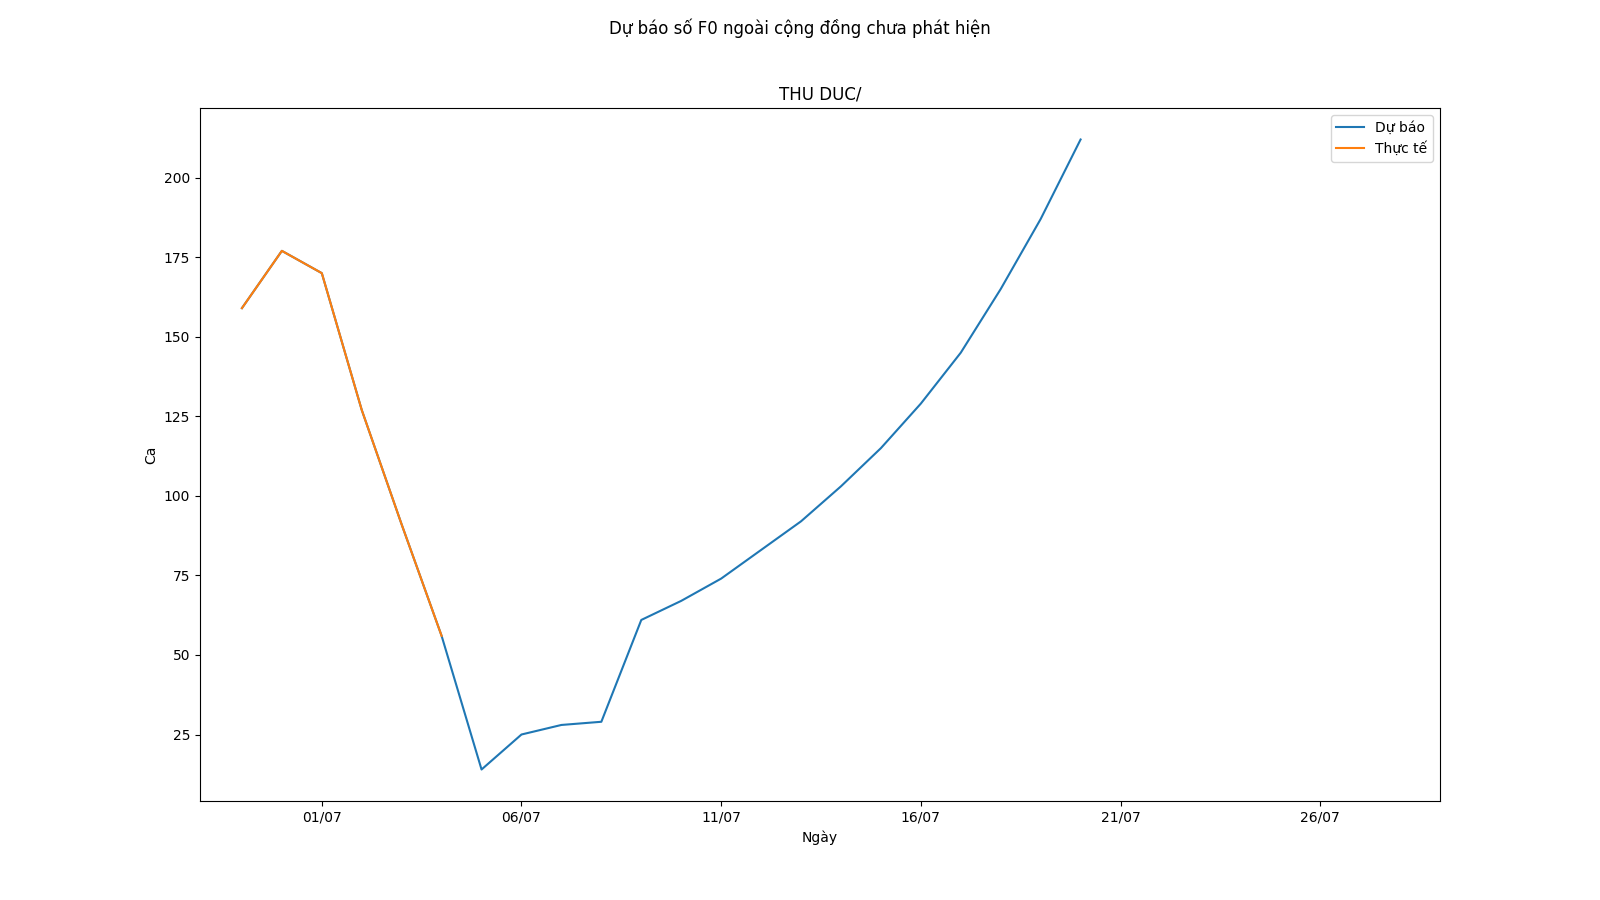 Dự báo số F0 ngoài cộng đồng chưa phát hiện
THU DUC/
Dự báo
Thực tế
200
175
150
125
100
75
50
25
Ca
01/07
06/07
11/07
16/07
21/07
26/07
Ngày